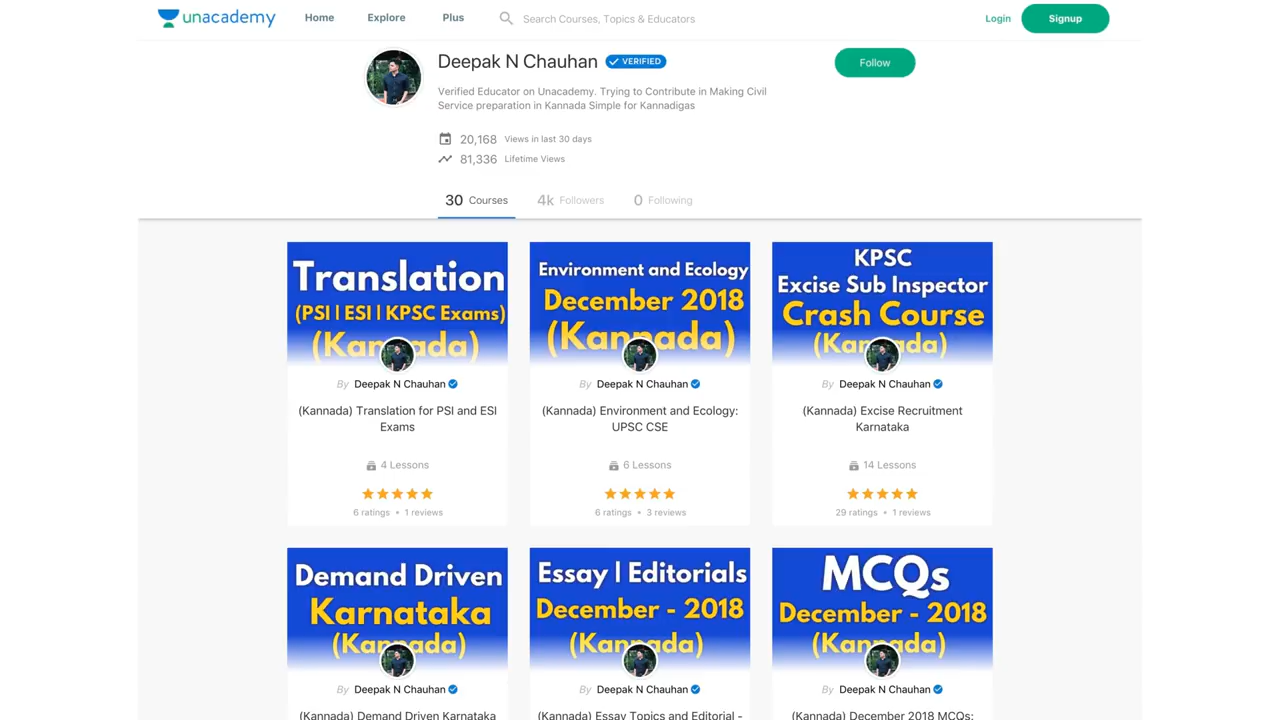 unacademy
Home
Explore
Plus
Search Courses, Topics & Educators
Login
Signup
Deepak N Chauhan
VERIFIED
Follow
Verified Educator on Unacademy. Trying to Contribute in Making Civil
Service preparation in Kannada Simple for Kannadigas
20,168 Views in last 30 days
81,336 Lifetime Views
30 Courses
4k Followers
0 Following
Translation
(PSI | ESI | KPSC Exams)
(Kannada)
By Deepak N Chauhan
(Kannada) Translation for PSI and ESI
Exams
4 Lessons
6 ratings • 1 reviews
Environment and Ecology
December 2018
(Kannada)
By Deepak N Chauhan
(Kannada) Environment and Ecology:
UPSC CSE
6 Lessons
6 ratings • 3 reviews
KPSC
Excise Sub Inspector
Crash Course
(Kannada)
By Deepak N Chauhan
(Kannada) Excise Recruitment
Karnataka
14 Lessons
29 ratings • 1 reviews
Demand Driven
Karnataka
(Kannada)
By Deepak N Chauhan
(Kannada) Demand Driven Karnataka
Essay | Editorials
December - 2018
(Kannada)
By Deepak N Chauhan
(Kannada) Essay Topics and Editorial -
MCQs
December - 2018
(Kannada)
By Deepak N Chauhan
(Kannada) December 2018 MCQs: